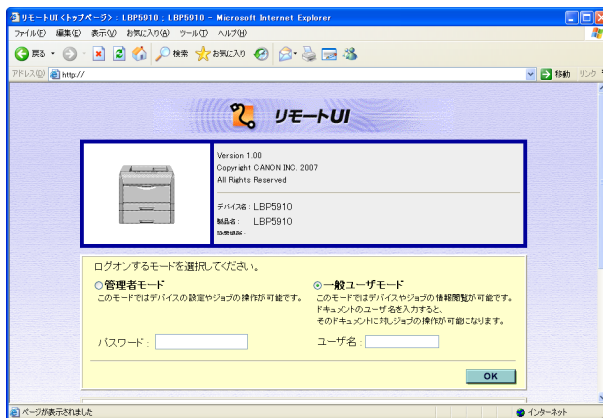 リモートUI <トップページ> : LBP5910 ; LBP5910 - Microsoft Internet Explorer
ファイル(F) 編集(E) 表示(V) お気に入り(A) ツール(T) ヘルプ(H)
戻る 検索 お気に入り
アドレス(D) http:// 移動 リンク
リモートUI
Version 1.00
Copyright CANON INC. 2007
All Rights Reserved
デバイス名 : LBP5910
製品名 : LBP5910
設置場所 :
ログオンするモードを選択してください。
管理者モード
このモードではデバイスの設定やジョブの操作が可能です。
パスワード :
一般ユーザモード
このモードではデバイスやジョブの情報閲覧が可能です。
ドキュメントのユーザ名を入力すると、
そのドキュメントに対しジョブの操作が可能になります。
ユーザ名 :
OK
ページが表示されました インターネット